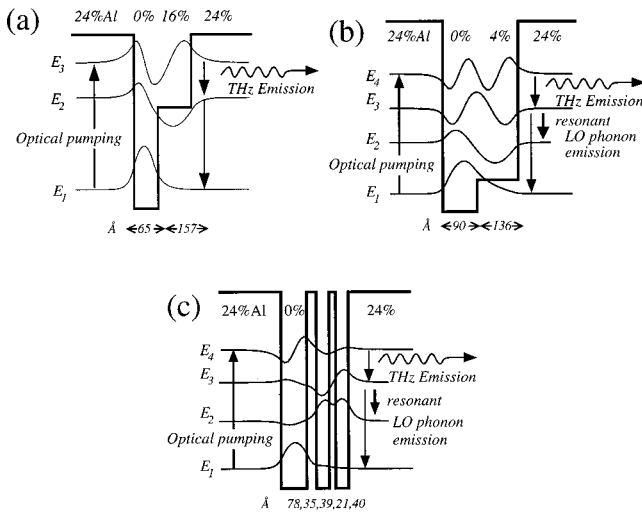 (a)
24%Al 0% 16% 24%
E3
E2
E1
Optical pumping
THz Emission
Å 65 157
(b)
24%Al 0% 4% 24%
E4
E3
E2
E1
Optical pumping
THz Emission
resonant
LO phonon
emission
Å 90 136
(c)
24%Al 0% 24%
E4
E3
E2
E1
Optical pumping
THz Emission
resonant
LO phonon
emission
Å 78,35,39,21,40